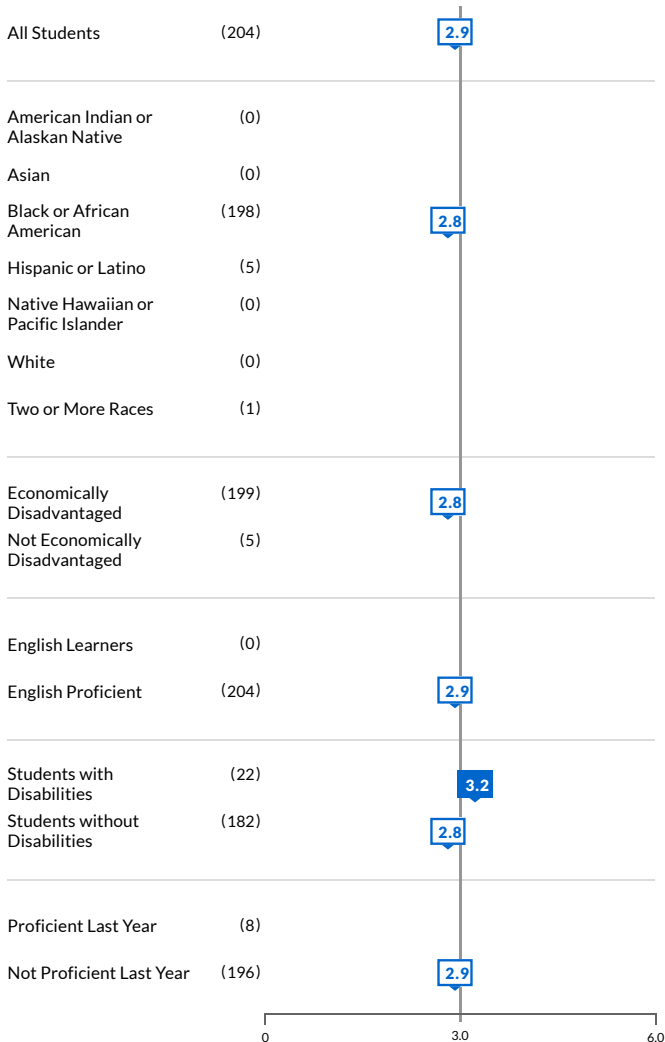 All Students (204) 2.9
American Indian or (0)
Alaskan Native
Asian (0)
Black or African (198) 2.8
American
Hispanic or Latino (5)
Native Hawaiian or (0)
Pacific Islander
White (0)
Two or More Races (1)
Economically (199) 2.8
Disadvantaged
Not Economically (5)
Disadvantaged
English Learners (0)
English Proficient (204) 2.9
Students with (22) 3.2
Disabilities
Students without (182) 2.8
Disabilities
Proficient Last Year (8)
Not Proficient Last Year (196) 2.9
0 3.0 6.0